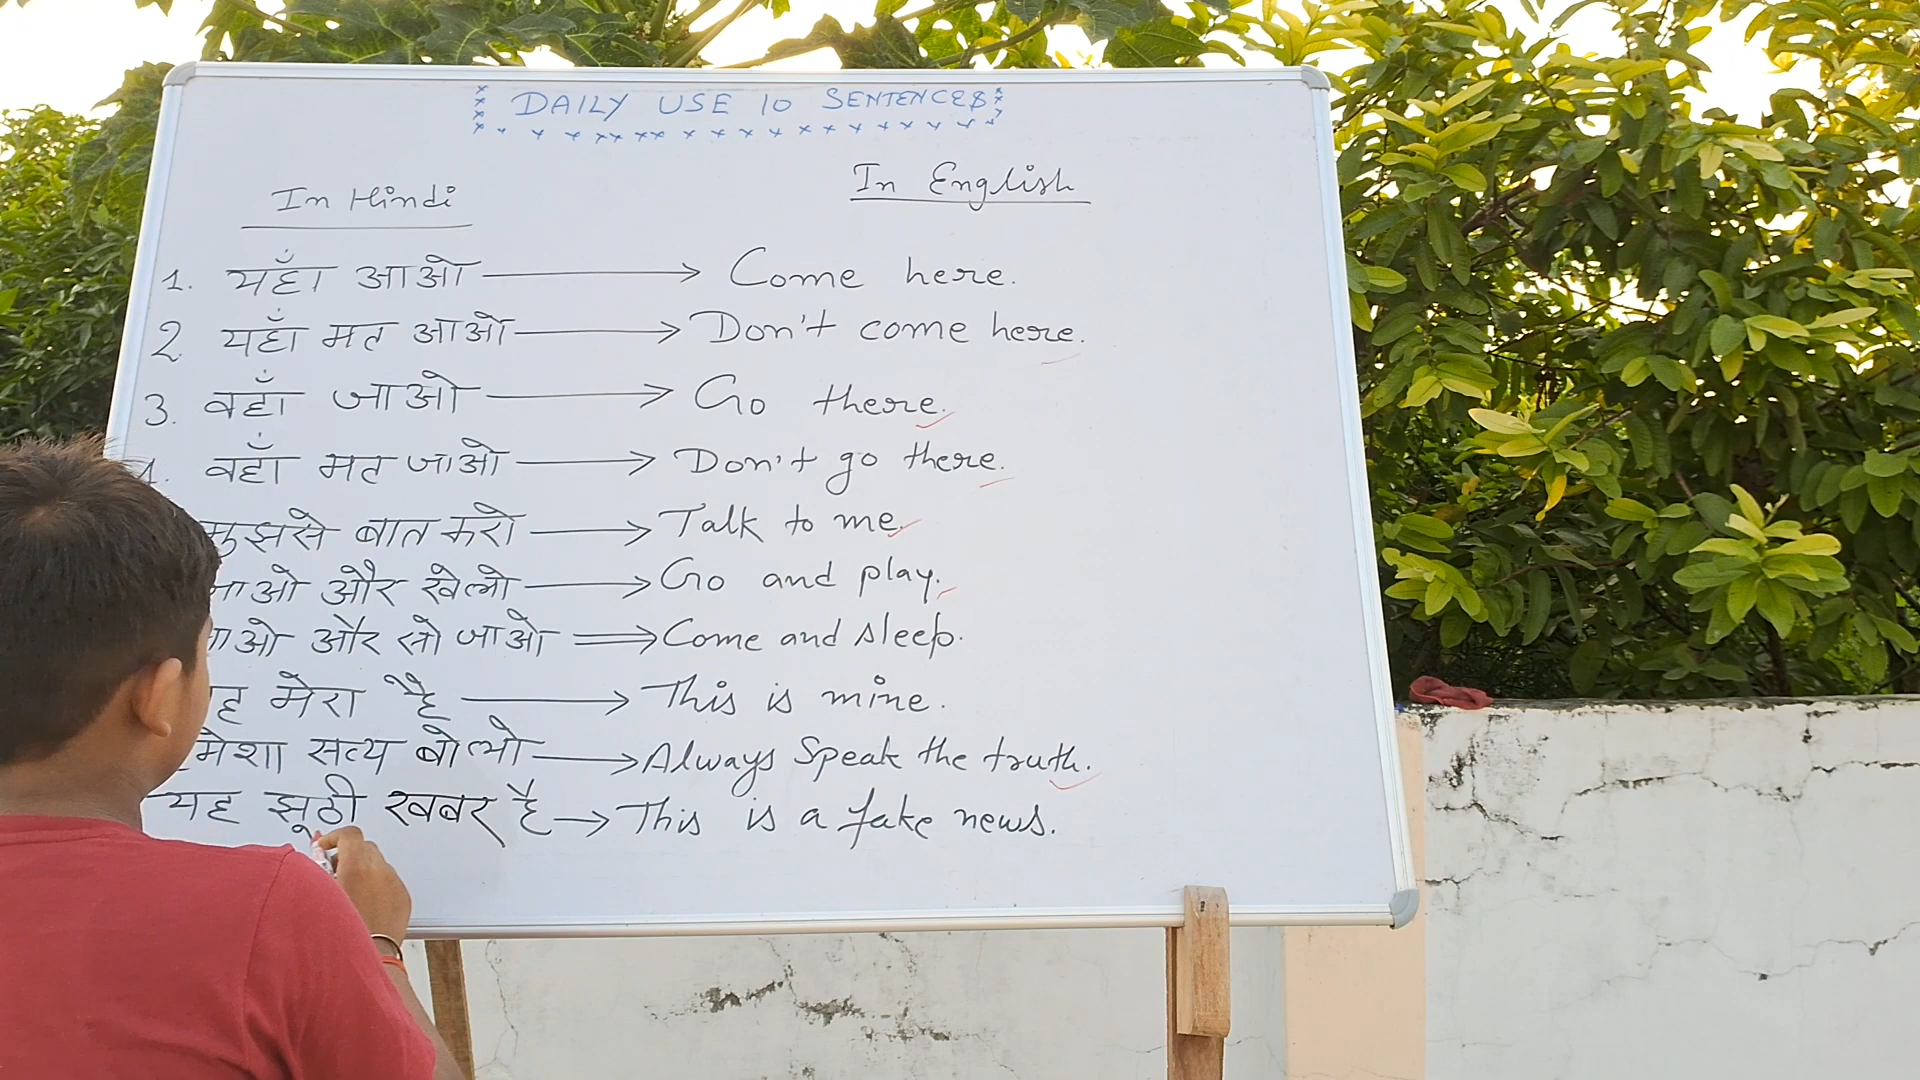 DAILY USE 10 SENTENCES
In Hindi In English
1. यहाँ आओ → Come here.
2. यहाँ मत आओ → Don't come here.
3. वहाँ जाओ → Go there.
वहाँ मत जाओ → Don't go there.
मुझसे बात करो → Talk to me.
और खेलो → Go and play.
और सो जाओ → Come and sleep.
मेरा है → This is mine.
सत्य बोलो → Always speak the truth.
यह झूठी खबर है → This is a fake news.